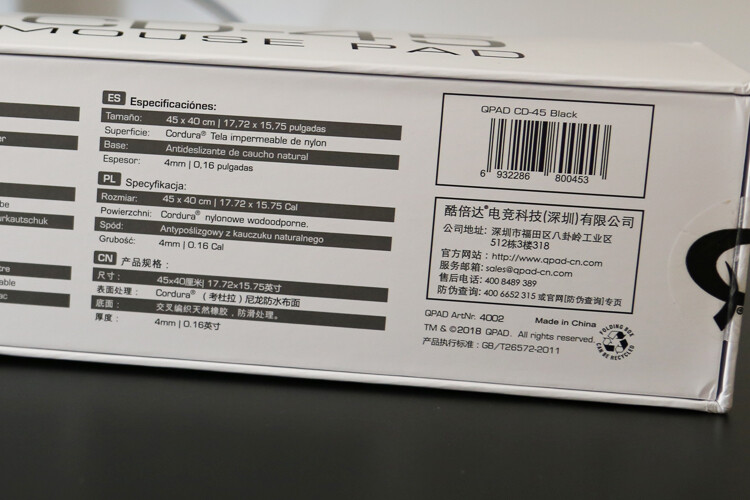 CD-45
MOUSE PAD
ES Especificaciónes:
Tamaño: 45 x 40 cm | 17,72 x 15,75 pulgadas
Superficie: Cordura® Tela impermeable de nylon
Base: Antideslizante de caucho natural
Espesor: 4mm | 0,16 pulgadas
PL Specyfikacja:
Rozmiar: 45 x 40 cm | 17.72 x 15.75 Cal
Powierzchni: Cordura® nylonowe wodoodporne.
Spód: Antypoślizgowy z kauczuku naturalnego
Grubość: 4mm | 0.16 Cal
CN 产品规格:
尺寸: 45x40厘米| 17.72x15.75英寸
表面处理: Cordura® (考杜拉) 尼龙防水布面
底面: 交叉编织天然橡胶,防滑处理。
厚度: 4mm | 0.16英寸
QPAD CD-45 Black
6 932286 800453
酷倍达®电竞科技(深圳)有限公司
公司地址: 深圳市福田区八卦岭工业区
512栋3楼318
官方网站: http://www.qpad-cn.com
服务邮箱: sales@qpad-cn.com
售后电话: 400 8489 389
防伪查询: 400 6652 315 或官网[防伪查询]专页
QPAD ArtNr. 4002 Made in China
TM & ©2018 QPAD. All rights reserved.
产品执行标准: GB/T26572-2011
FOLDING BOX
CAN BE RECYCLED